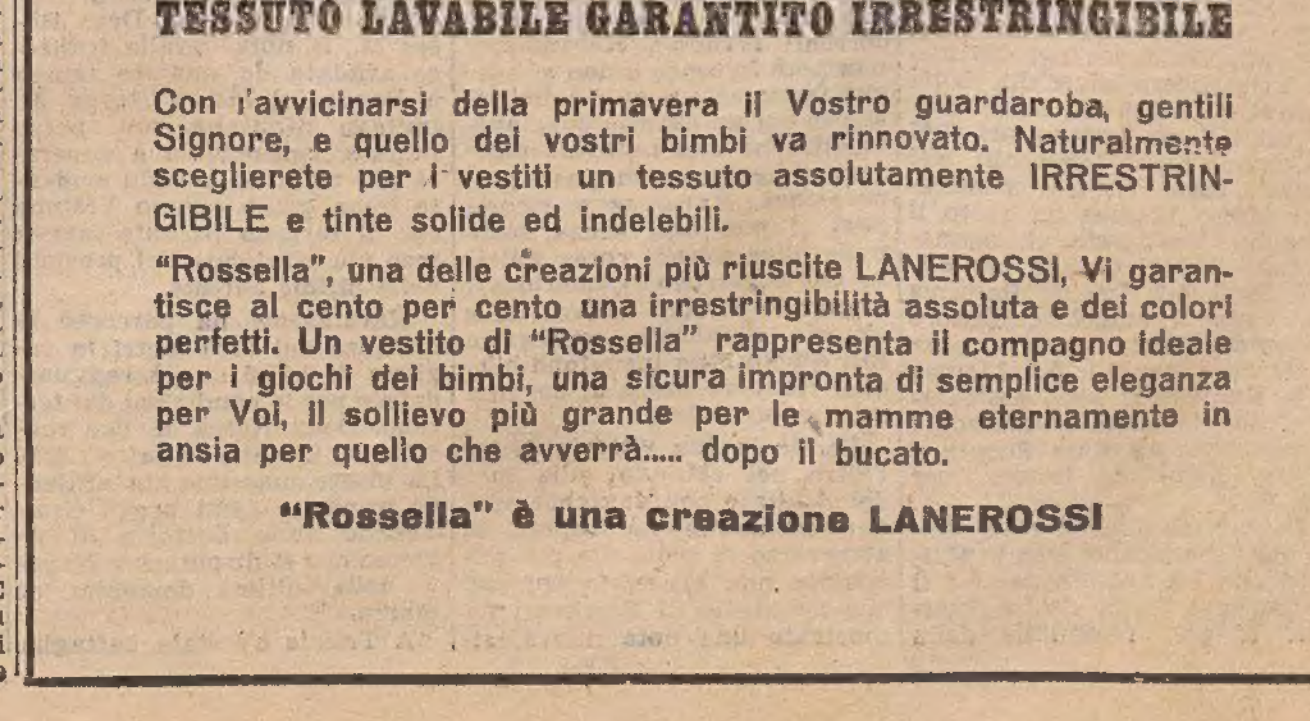 TESSUTO LAVABILE GARANTITO IRRESTRINGIBILE
Con l'avvicinarsi della primavera il Vostro guardaroba, gentili
Signore, e quello dei vostri bimbi va rinnovato. Naturalmente
sceglierete per i vestiti un tessuto assolutamente IRRESTRIN-
GIBILE e tinte solide ed indelebili.
"Rossella", una delle creazioni più riuscite LANEROSSI, Vi garan-
tisce al cento per cento una irrestringibilità assoluta e dei colori
perfetti. Un vestito di "Rossella" rappresenta il compagno ideale
per i giochi dei bimbi, una sicura impronta di semplice eleganza
per Voi, il sollievo più grande per le mamme eternamente in
ansia per quello che avverrà..... dopo il bucato.
"Rossella" è una creazione LANEROSSI